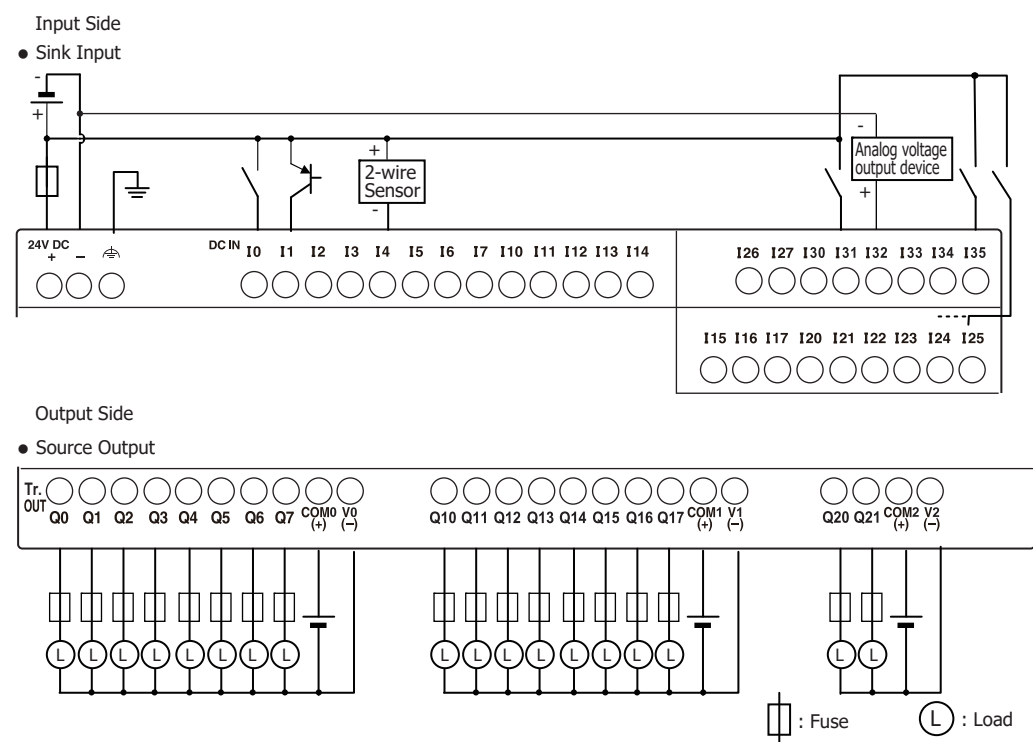 Input Side
● Sink Input
-
+
+
2-wire
Sensor
-
-
Analog voltage
output device
+
24V DC
+ −
DC IN I0 I1 I2 I3 I4 I5 I6 I7 I10 I11 I12 I13 I14
I26 I27 I30 I31 I32 I33 I34 I35
I15 I16 I17 I20 I21 I22 I23 I24 I25
Output Side
● Source Output
Tr.
OUT
Q0 Q1 Q2 Q3 Q4 Q5 Q6 Q7 COM0 (+) V0 (−)
Q10 Q11 Q12 Q13 Q14 Q15 Q16 Q17 COM1 (+) V1 (−)
Q20 Q21 COM2 (+) V2 (−)
L L L L L L L L
L L L L L L L L
L L
: Fuse
L : Load